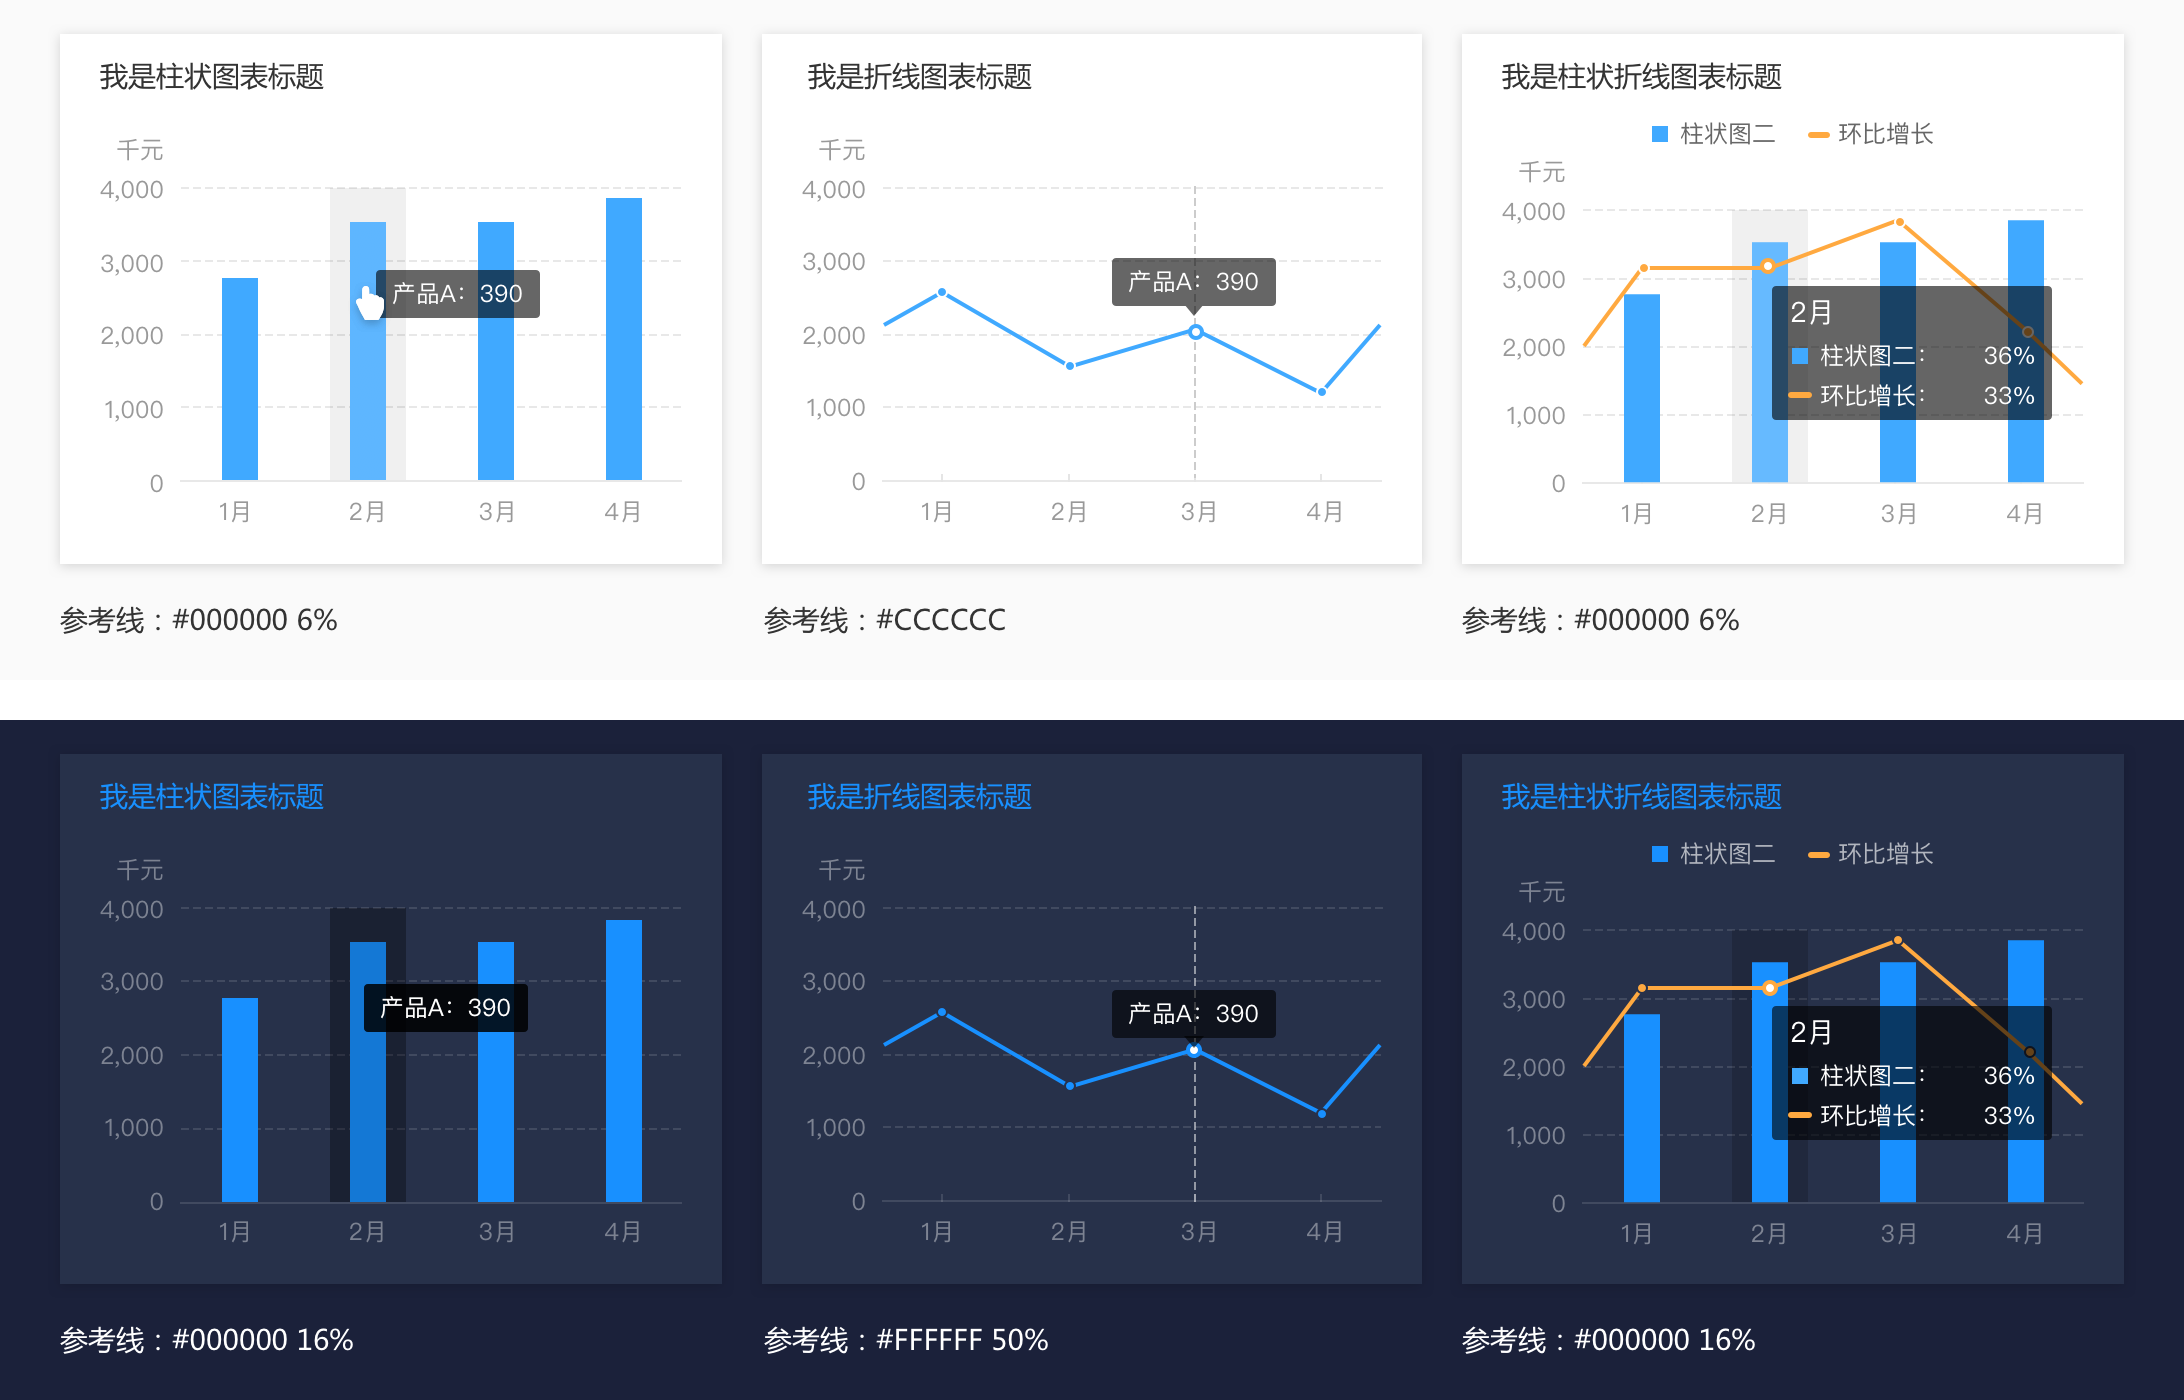 我是柱状图表标题
千元
4,000
3,000
2,000
1,000
0
1月 2月 3月 4月
产品A: 390
参考线：#000000 6%
我是折线图表标题
千元
4,000
3,000
2,000
1,000
0
1月 2月 3月 4月
产品A: 390
参考线：#CCCCCC
我是柱状折线图表标题
柱状图二 环比增长
千元
4,000
3,000
2,000
1,000
0
1月 2月 3月 4月
2月
柱状图二: 36%
环比增长: 33%
参考线：#000000 6%
我是柱状图表标题
千元
4,000
3,000
2,000
1,000
0
1月 2月 3月 4月
产品A: 390
参考线：#000000 16%
我是折线图表标题
千元
4,000
3,000
2,000
1,000
0
1月 2月 3月 4月
产品A: 390
参考线：#FFFFFF 50%
我是柱状折线图表标题
柱状图二 环比增长
千元
4,000
3,000
2,000
1,000
0
1月 2月 3月 4月
2月
柱状图二: 36%
环比增长: 33%
参考线：#000000 16%